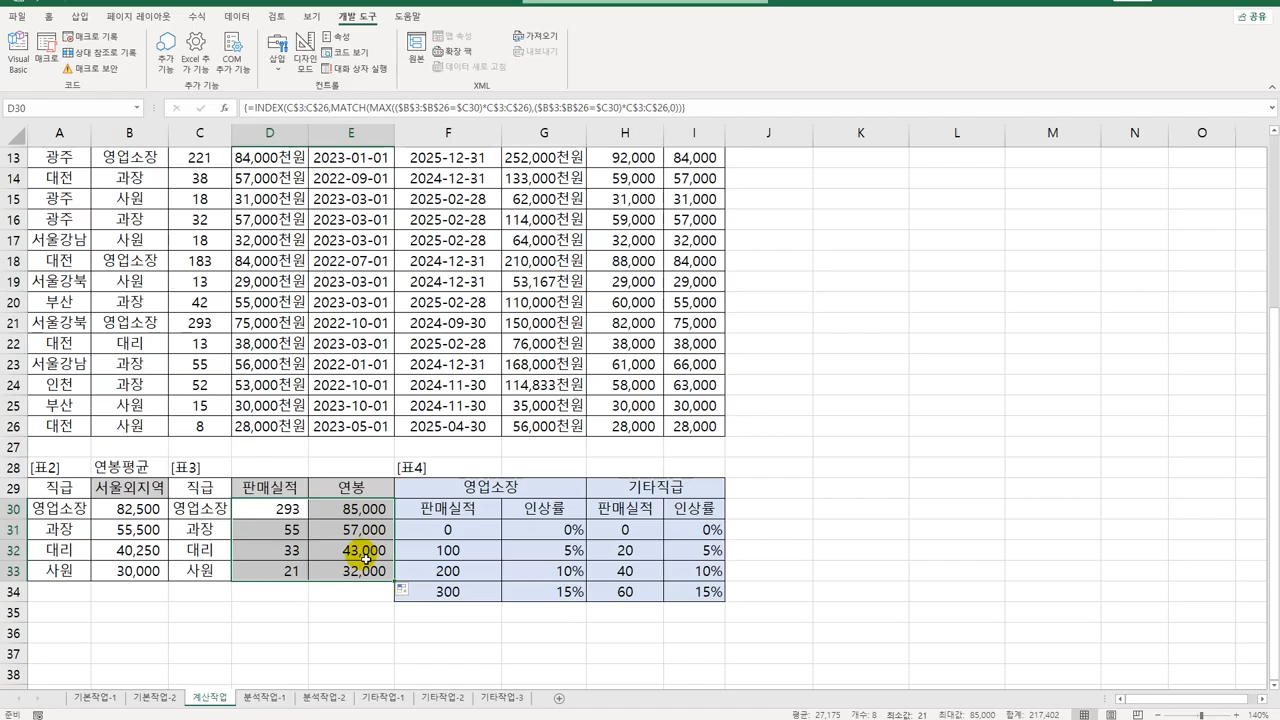 파일 홈 삽입 페이지 레이아웃 수식 데이터 검토 보기 개발 도구 도움말 공유
Visual Basic 매크로 매크로 기록 상대 참조로 기록 매크로 보안
추가 기능 Excel 추가 기능 COM 추가 기능
삽입 디자인 모드 속성 코드 보기 대화 상자 실행
원본 맵 속성 확장 팩 데이터 새로 고침 가져오기 내보내기
코드 추가 기능 컨트롤 XML
D30 fx {=INDEX(C$3:C$26,MATCH(MAX(($B$3:$B$26=$C30)*C$3:C$26),($B$3:$B$26=$C30)*C$3:C$26,0))}
A B C D E F G H I J K L M N O
13 광주 영업소장 221 84,000천원 2023-01-01 2025-12-31 252,000천원 92,000 84,000
14 대전 과장 38 57,000천원 2022-09-01 2024-12-31 133,000천원 59,000 57,000
15 광주 사원 18 31,000천원 2023-03-01 2025-02-28 62,000천원 31,000 31,000
16 광주 과장 32 57,000천원 2023-03-01 2025-02-28 114,000천원 59,000 57,000
17 서울강남 사원 18 32,000천원 2023-03-01 2025-02-28 64,000천원 32,000 32,000
18 대전 영업소장 183 84,000천원 2022-07-01 2024-12-31 210,000천원 88,000 84,000
19 서울강북 사원 13 29,000천원 2023-03-01 2025-02-28 53,167천원 29,000 29,000
20 부산 과장 42 55,000천원 2023-03-01 2025-02-28 110,000천원 60,000 55,000
21 서울강북 영업소장 293 75,000천원 2022-10-01 2024-09-30 150,000천원 82,000 75,000
22 대전 대리 13 38,000천원 2023-03-01 2025-02-28 76,000천원 38,000 38,000
23 서울강남 과장 55 56,000천원 2022-01-01 2024-12-31 168,000천원 61,000 66,000
24 인천 과장 52 53,000천원 2022-10-01 2024-11-30 114,833천원 58,000 63,000
25 부산 사원 15 30,000천원 2023-10-01 2024-11-30 35,000천원 30,000 30,000
26 대전 사원 8 28,000천원 2023-05-01 2025-04-30 56,000천원 28,000 28,000
27
28 [표2] 연봉평균 [표3] [표4]
29 직급 서울외지역 직급 판매실적 연봉 영업소장 기타직급
30 영업소장 82,500 영업소장 293 85,000 판매실적 인상률 판매실적 인상률
31 과장 55,500 과장 55 57,000 0 0% 0 0%
32 대리 40,250 대리 33 43,000 100 5% 20 5%
33 사원 30,000 사원 21 32,000 200 10% 40 10%
34 300 15% 60 15%
35
36
37
38
기본작업-1 기본작업-2 계산작업 분석작업-1 분석작업-2 기타작업-1 기타작업-2 기타작업-3
준비 평균: 27,175 개수: 8 최소값: 21 최대값: 85,000 합계: 217,402 140%